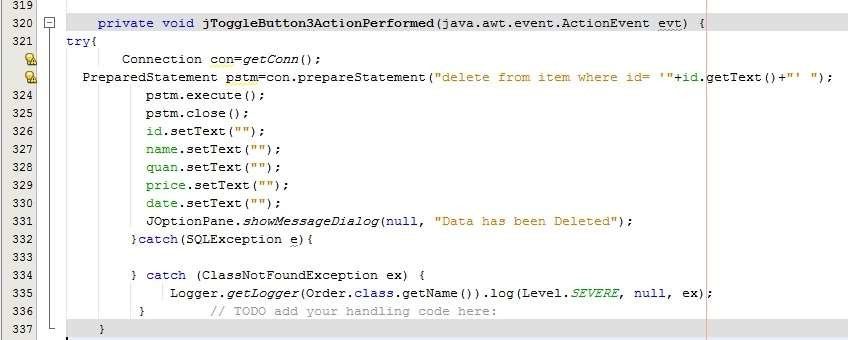 319
320 private void jToggleButton3ActionPerformed(java.awt.event.ActionEvent evt) {
321 try{
Connection con=getConn();
PreparedStatement pstm=con.prepareStatement("delete from item where id= '"+id.getText()+"' ");
324 pstm.execute();
325 pstm.close();
326 id.setText("");
327 name.setText("");
328 quan.setText("");
329 price.setText("");
330 date.setText("");
331 JOptionPane.showMessageDialog(null, "Data has been Deleted");
332 }catch(SQLException e){
333
334 } catch (ClassNotFoundException ex) {
335 Logger.getLogger(Order.class.getName()).log(Level.SEVERE, null, ex);
336 } // TODO add your handling code here:
337 }